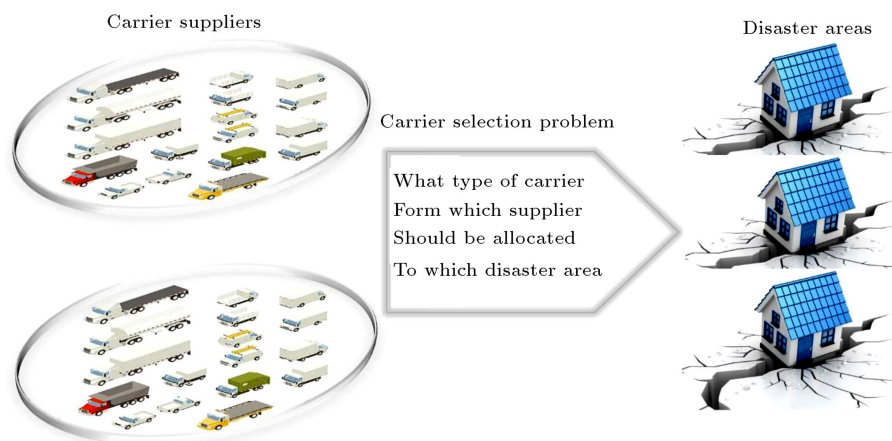 Carrier suppliers
Disaster areas
Carrier selection problem
What type of carrier
Form which supplier
Should be allocated
To which disaster area